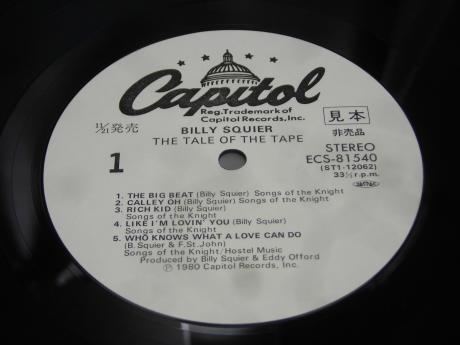 Capitol
Reg. Trademark of
Capitol Records, Inc.
11/21発売
見本
非売品
BILLY SQUIER
THE TALE OF THE TAPE
1
STEREO
ECS-81540
(ST1-12062)
33⅓ r.p.m.
1. THE BIG BEAT (Billy Squier) Songs of the Knight
2. CALLEY OH (Billy Squier) Songs of the Knight
3. RICH KID (Billy Squier)
Songs of the Knight
4. LIKE I'M LOVIN' YOU (Billy Squier)
Songs of the Knight
5. WHO KNOWS WHAT A LOVE CAN DO
(B. Squier & F. St. John)
Songs of the Knight/Hostel Music
Produced by Billy Squier & Eddy Offord
Ⓟ 1980 Capitol Records, Inc.